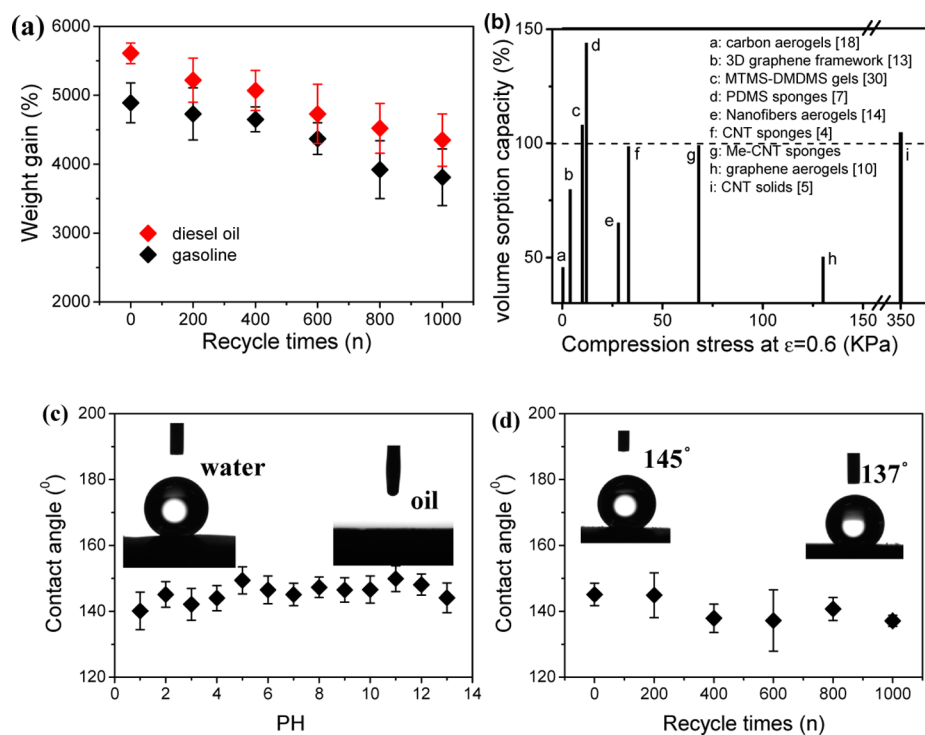 (a)
6000
5000
4000
3000
2000
Weight gain (%)
diesel oil
gasoline
0 200 400 600 800 1000
Recycle times (n)
(b)
150
100
50
volume sorption capacity (%)
a: carbon aerogels [18]
b: 3D graphene framework [13]
c: MTMS-DMDMS gels [30]
d: PDMS sponges [7]
e: Nanofibers aerogels [14]
f: CNT sponges [4]
g: Me-CNT sponges
h: graphene aerogels [10]
i: CNT solids [5]
a
b
c
d
e
f
g
h
i
0 50 100 150 350
Compression stress at ε=0.6 (KPa)
(c)
200
180
160
140
120
Contact angle (⁰)
water
oil
0 2 4 6 8 10 12 14
PH
(d)
200
180
160
140
120
Contact angle (⁰)
145°
137°
0 200 400 600 800 1000
Recycle times (n)